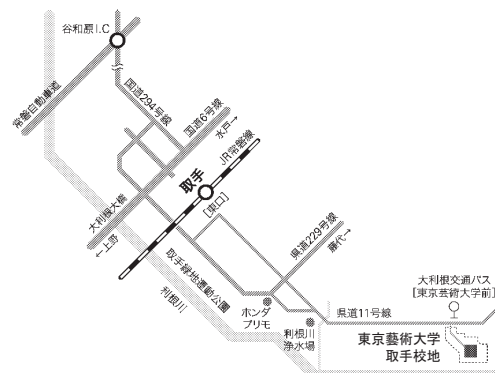 谷和原I.C
常磐自動車道
国道294号線
国道6号線
水戸→
JR常磐線
取手
[東口]
大利根大橋
←上野
取手緑地運動公園
利根川
県道229号線
藤代→
ホンダ
プリモ
利根川
浄水場
県道11号線
大利根交通バス
[東京芸術大学前]
東京藝術大学
取手校地